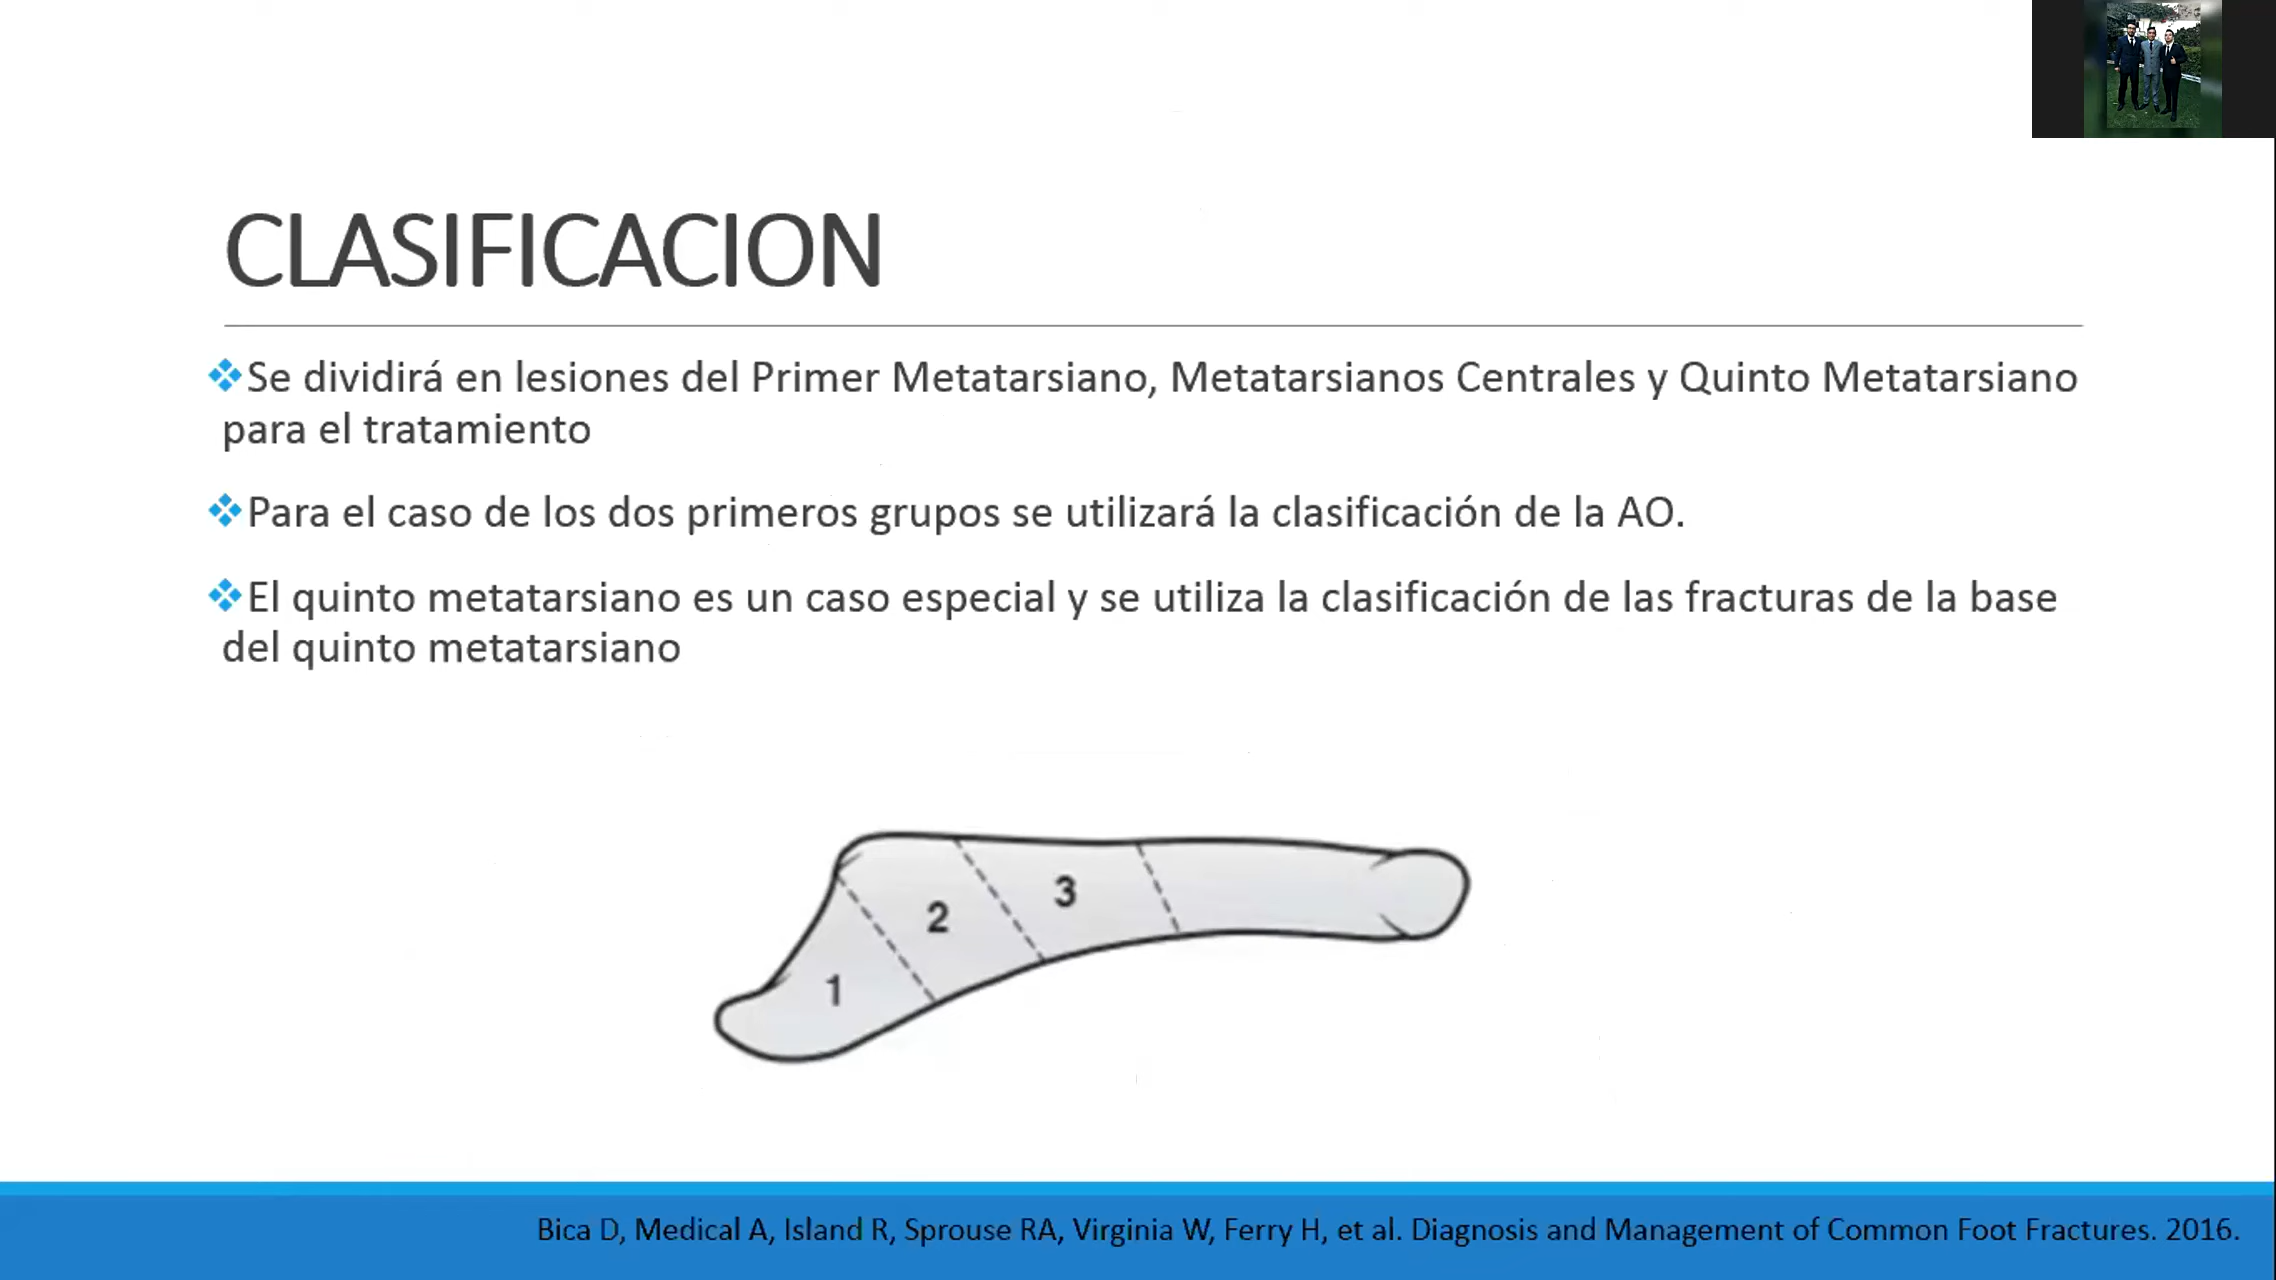 CLASIFICACION
Se dividirá en lesiones del Primer Metatarsiano, Metatarsianos Centrales y Quinto Metatarsiano
para el tratamiento
Para el caso de los dos primeros grupos se utilizará la clasificación de la AO.
El quinto metatarsiano es un caso especial y se utiliza la clasificación de las fracturas de la base
del quinto metatarsiano
3
2
1
Bica D, Medical A, Island R, Sprouse RA, Virginia W, Ferry H, et al. Diagnosis and Management of Common Foot Fractures. 2016.